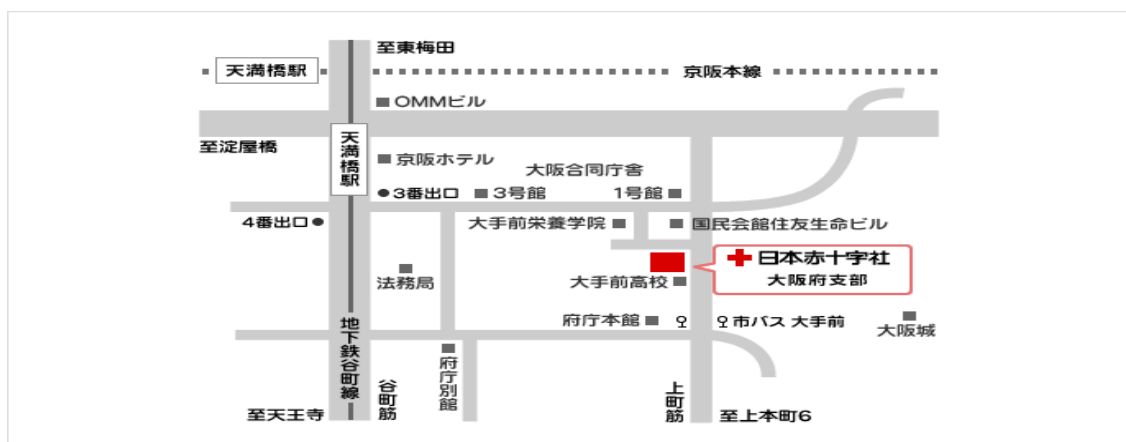 至東梅田
天満橋駅
京阪本線
OMMビル
至淀屋橋
天満橋駅
京阪ホテル
大阪合同庁舎
3番出口
3号館
1号館
4番出口
大手前栄養学院
国民会館住友生命ビル
日本赤十字社
大阪府支部
法務局
大手前高校
府庁本館
市バス 大手前
大阪城
地下鉄谷町線
府庁別館
谷町筋
上町筋
至天王寺
至上本町6